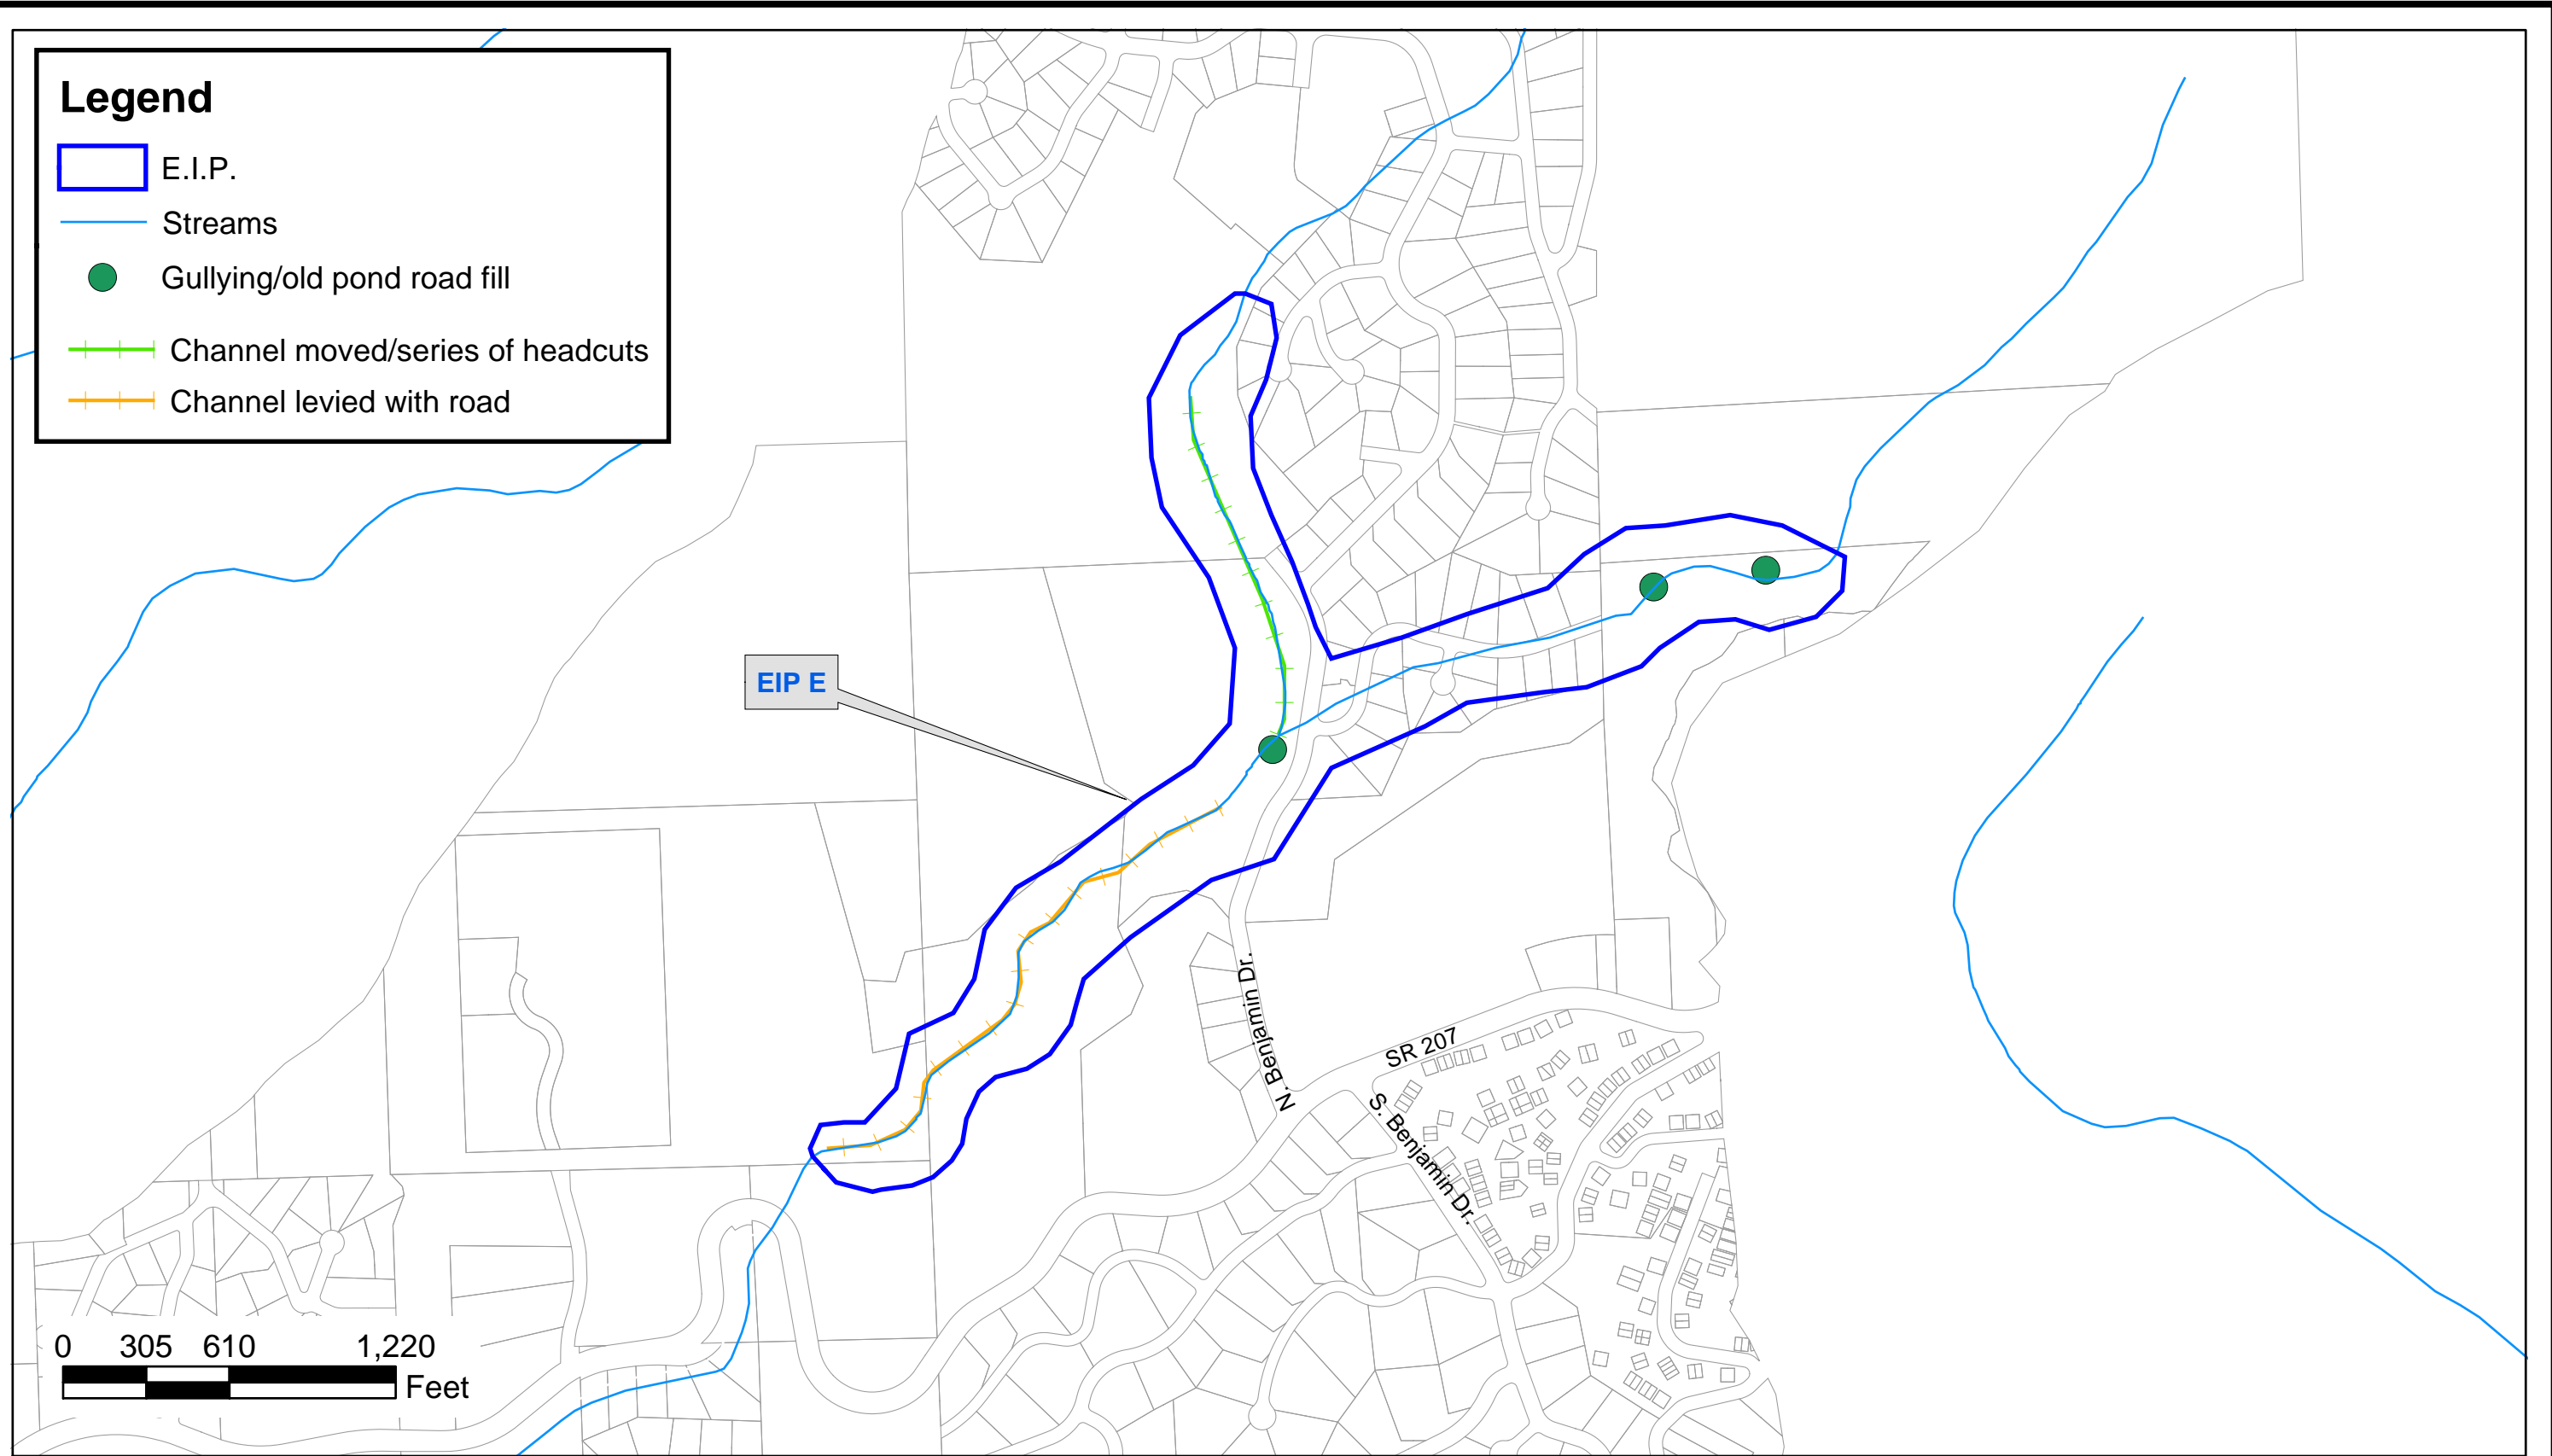 Legend
E.I.P.
Streams
Gullying/old pond road fill
Channel moved/series of headcuts
Channel levied with road
EIP E
N. Benjamin Dr.
SR 207
S. Benjamin Dr.
0 305 610 1,220
Feet